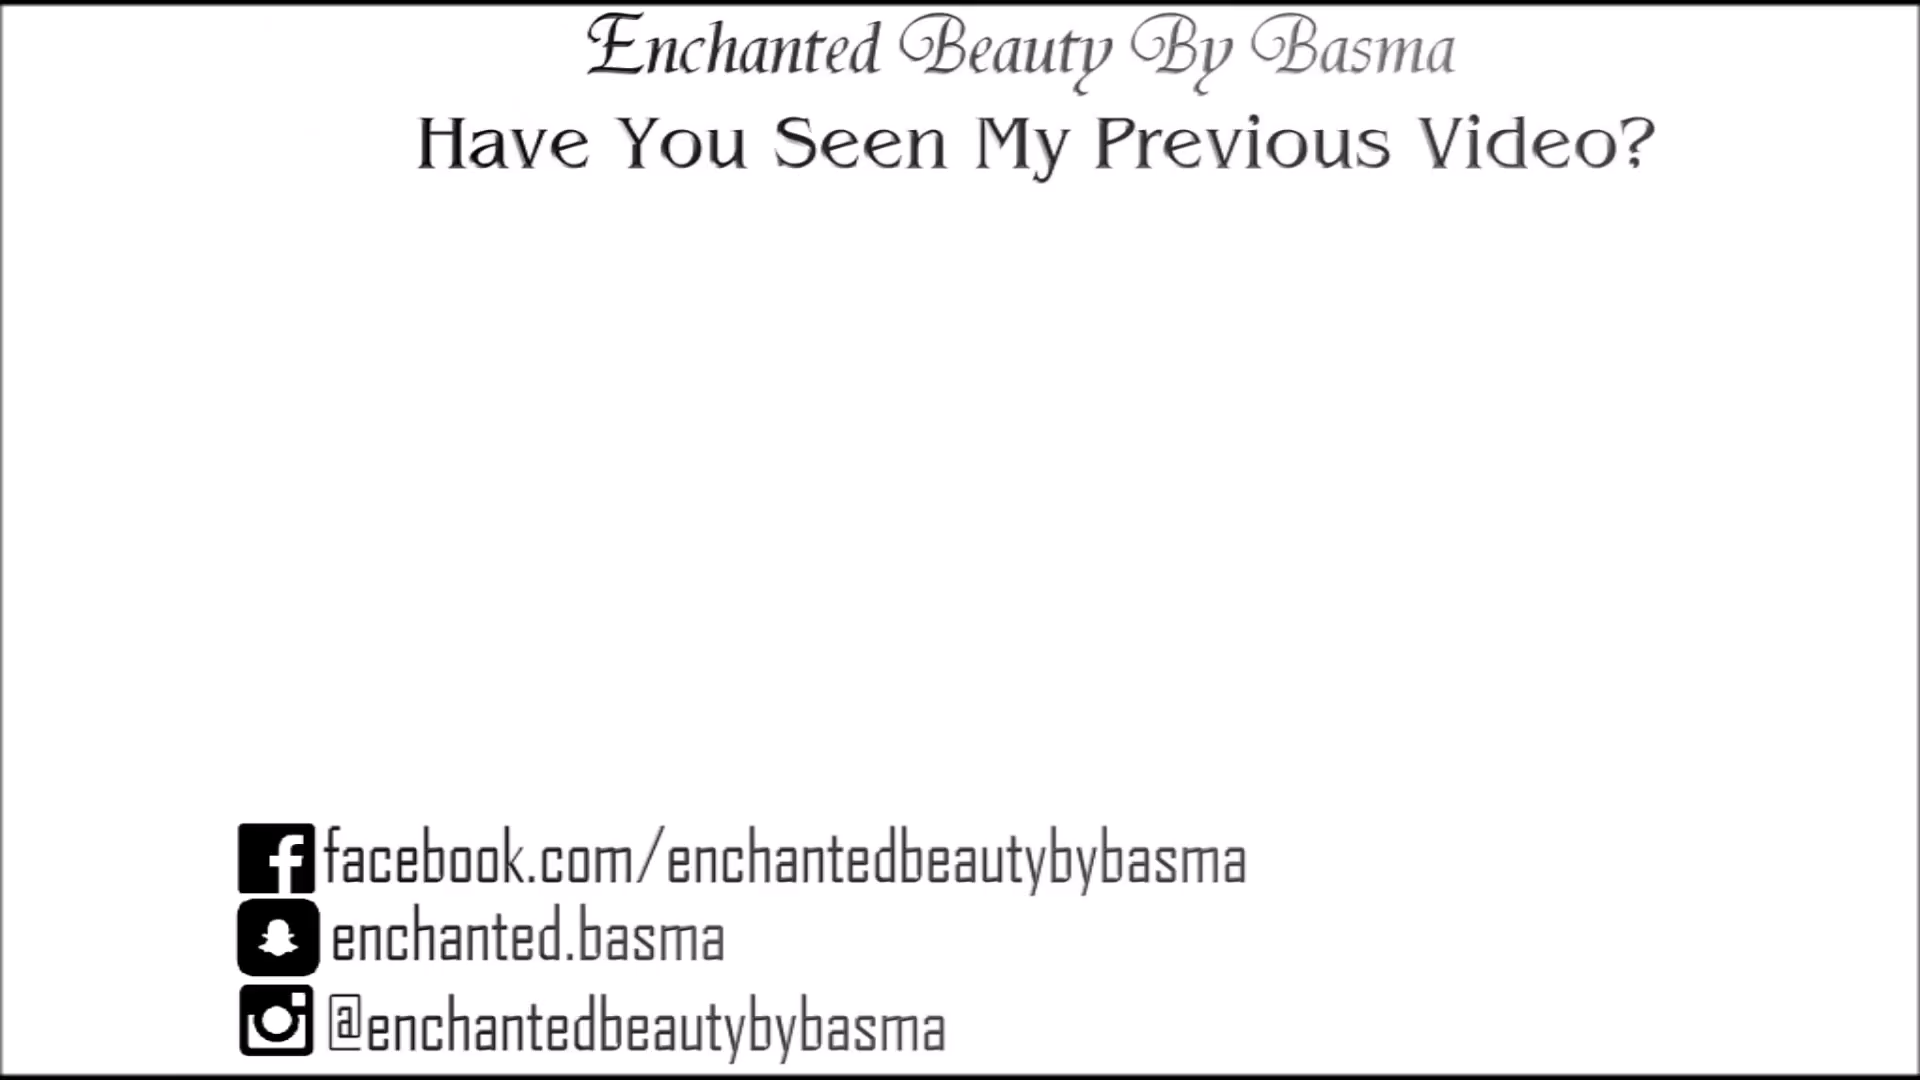 Enchanted Beauty By Basma
Have You Seen My Previous Video?
facebook.com/enchantedbeautybybasma
enchanted.basma
@enchantedbeautybybasma